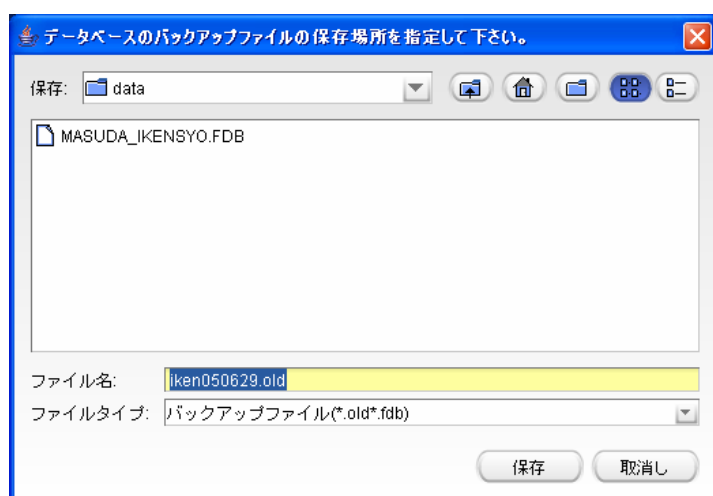 データベースのバックアップファイルの保存場所を指定して下さい。
保存: data
MASUDA_IKENSYO.FDB
ファイル名: iken050629.old
ファイルタイプ: バックアップファイル(*.old*.fdb)
保存 取消し